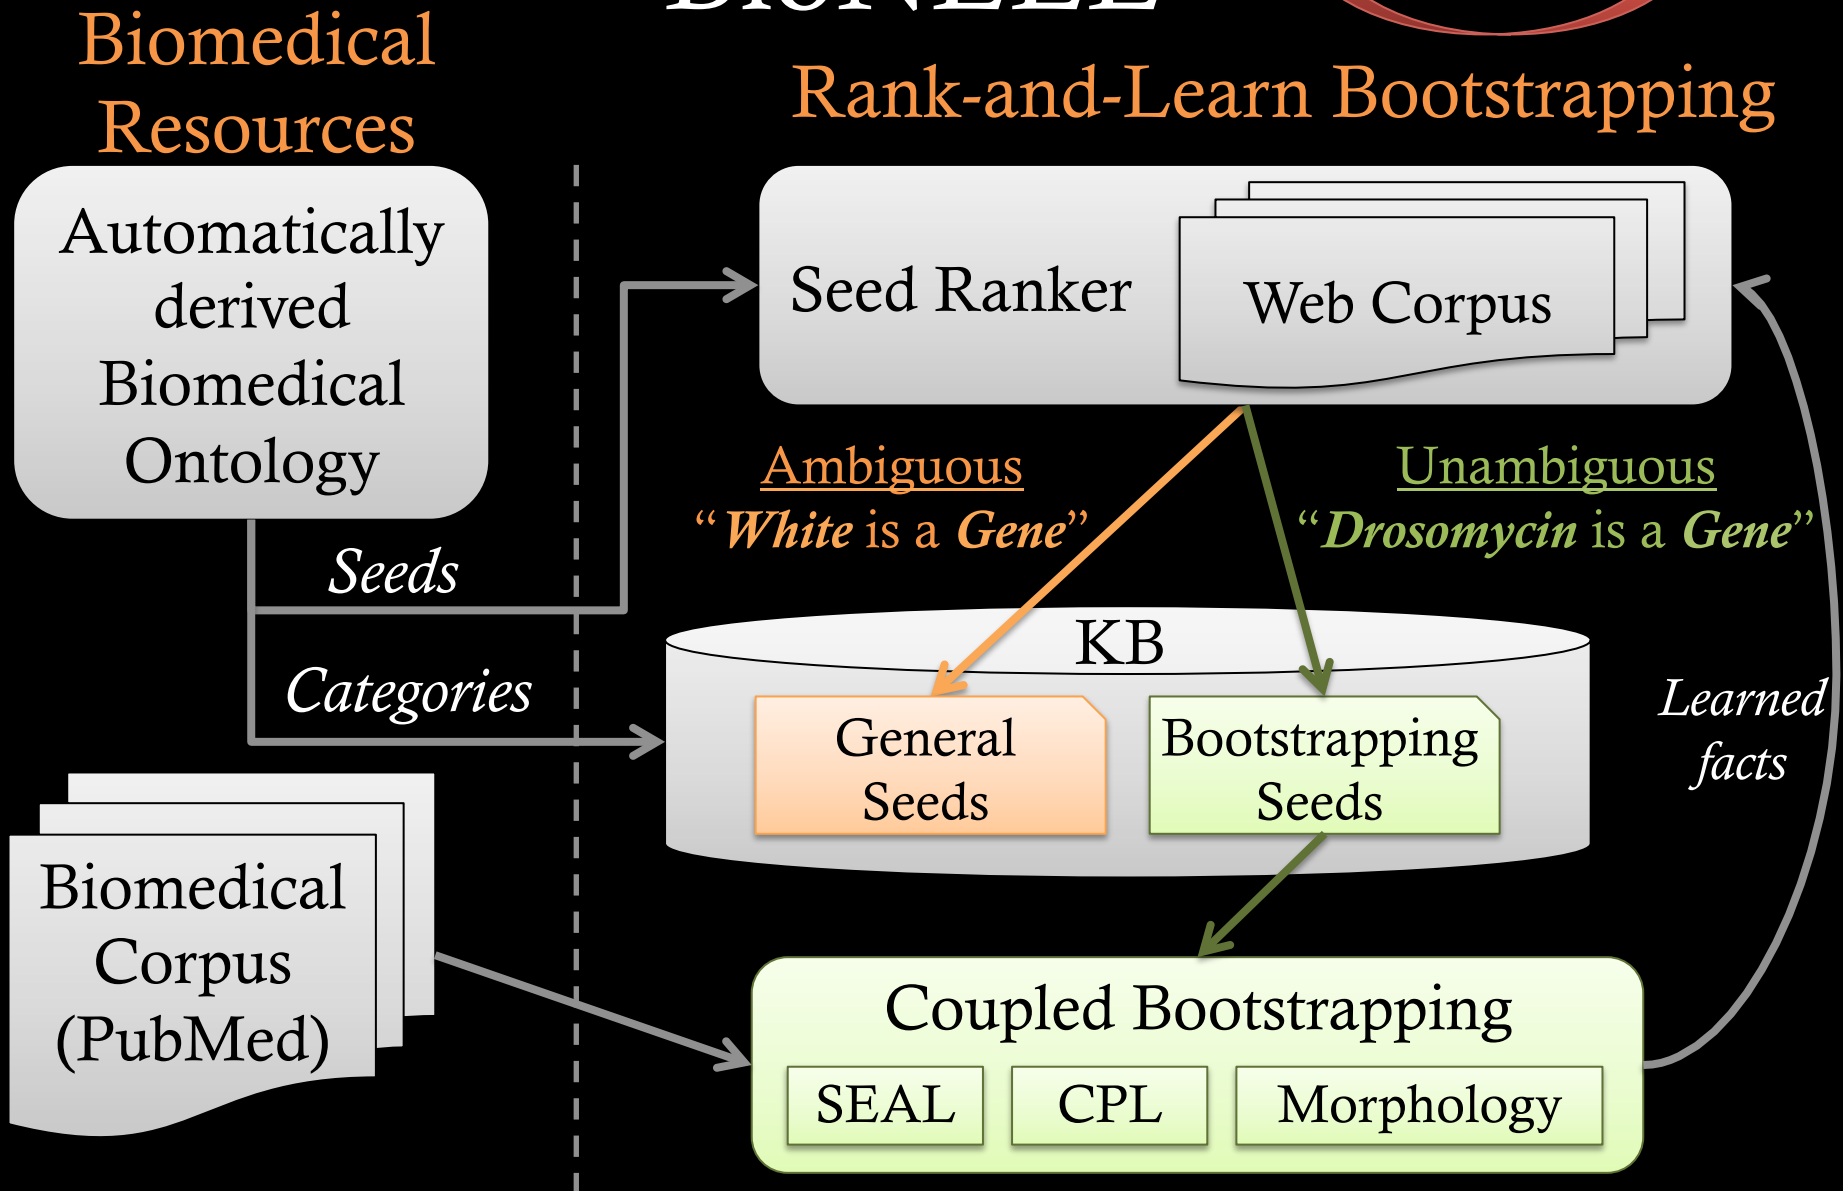 BioNELL
Biomedical
Resources
Rank-and-Learn Bootstrapping
Automatically
derived
Biomedical
Ontology
Seed Ranker
Web Corpus
Ambiguous
“White is a Gene”
Unambiguous
“Drosomycin is a Gene”
Seeds
Categories
KB
General
Seeds
Bootstrapping
Seeds
Learned
facts
Biomedical
Corpus
(PubMed)
Coupled Bootstrapping
SEAL
CPL
Morphology